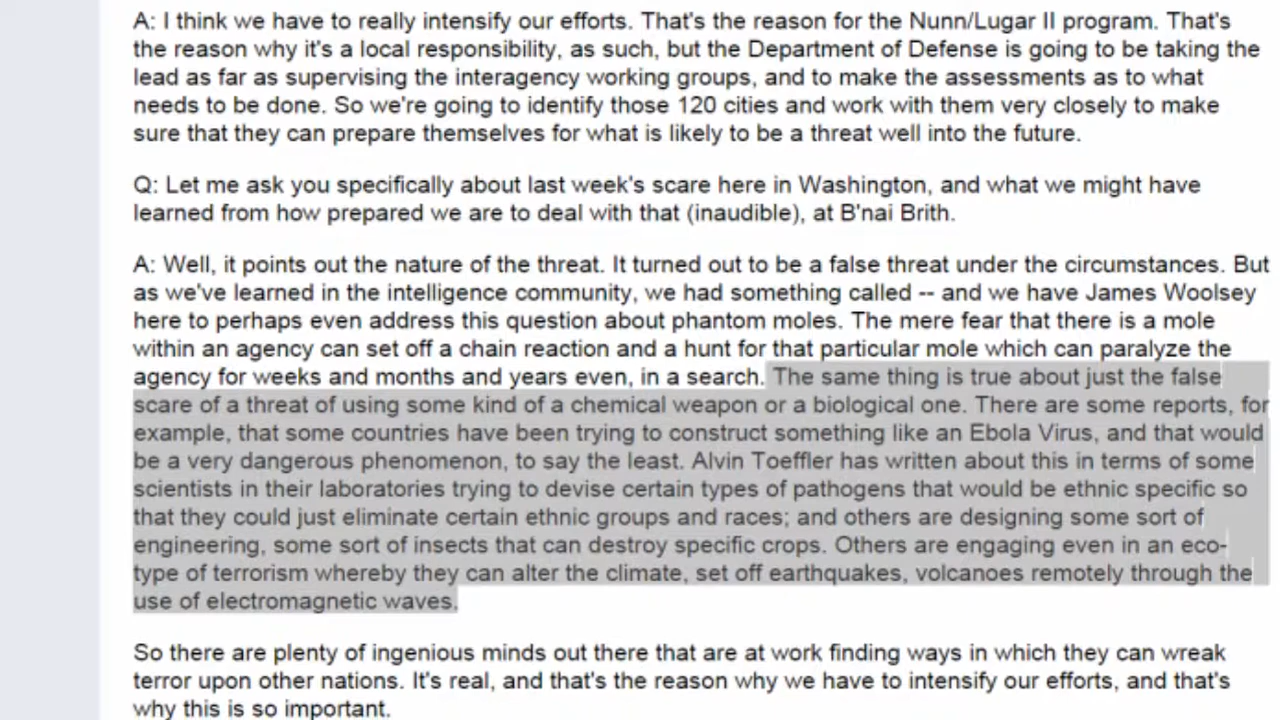 A: I think we have to really intensify our efforts. That's the reason for the Nunn/Lugar II program. That's
the reason why it's a local responsibility, as such, but the Department of Defense is going to be taking the
lead as far as supervising the interagency working groups, and to make the assessments as to what
needs to be done. So we're going to identify those 120 cities and work with them very closely to make
sure that they can prepare themselves for what is likely to be a threat well into the future.
Q: Let me ask you specifically about last week's scare here in Washington, and what we might have
learned from how prepared we are to deal with that (inaudible), at B'nai Brith.
A: Well, it points out the nature of the threat. It turned out to be a false threat under the circumstances. But
as we've learned in the intelligence community, we had something called -- and we have James Woolsey
here to perhaps even address this question about phantom moles. The mere fear that there is a mole
within an agency can set off a chain reaction and a hunt for that particular mole which can paralyze the
agency for weeks and months and years even, in a search. The same thing is true about just the false
scare of a threat of using some kind of a chemical weapon or a biological one. There are some reports, for
example, that some countries have been trying to construct something like an Ebola Virus, and that would
be a very dangerous phenomenon, to say the least. Alvin Toeffler has written about this in terms of some
scientists in their laboratories trying to devise certain types of pathogens that would be ethnic specific so
that they could just eliminate certain ethnic groups and races; and others are designing some sort of
engineering, some sort of insects that can destroy specific crops. Others are engaging even in an eco-
type of terrorism whereby they can alter the climate, set off earthquakes, volcanoes remotely through the
use of electromagnetic waves.
So there are plenty of ingenious minds out there that are at work finding ways in which they can wreak
terror upon other nations. It's real, and that's the reason why we have to intensify our efforts, and that's
why this is so important.